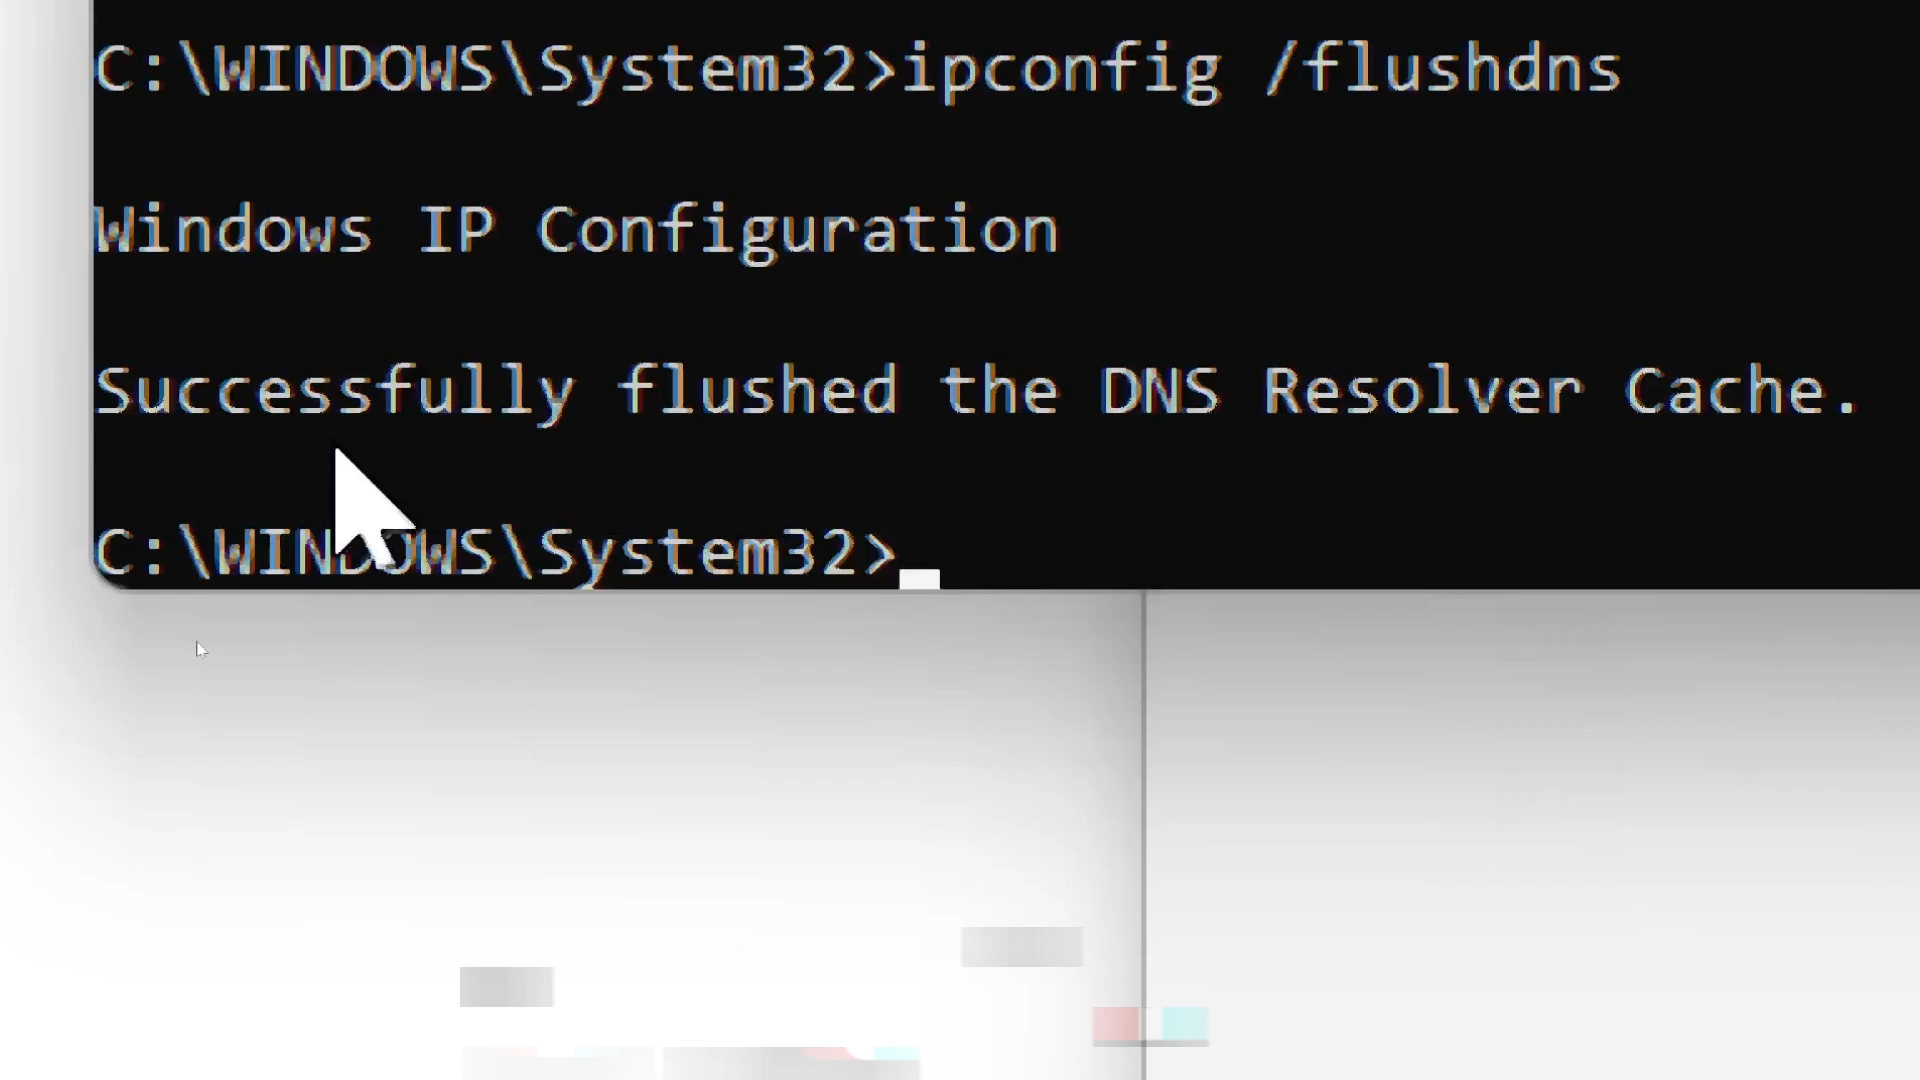 C:\WINDOWS\System32>ipconfig /flushdns
Windows IP Configuration
Successfully flushed the DNS Resolver Cache.
C:\WINDOWS\System32>